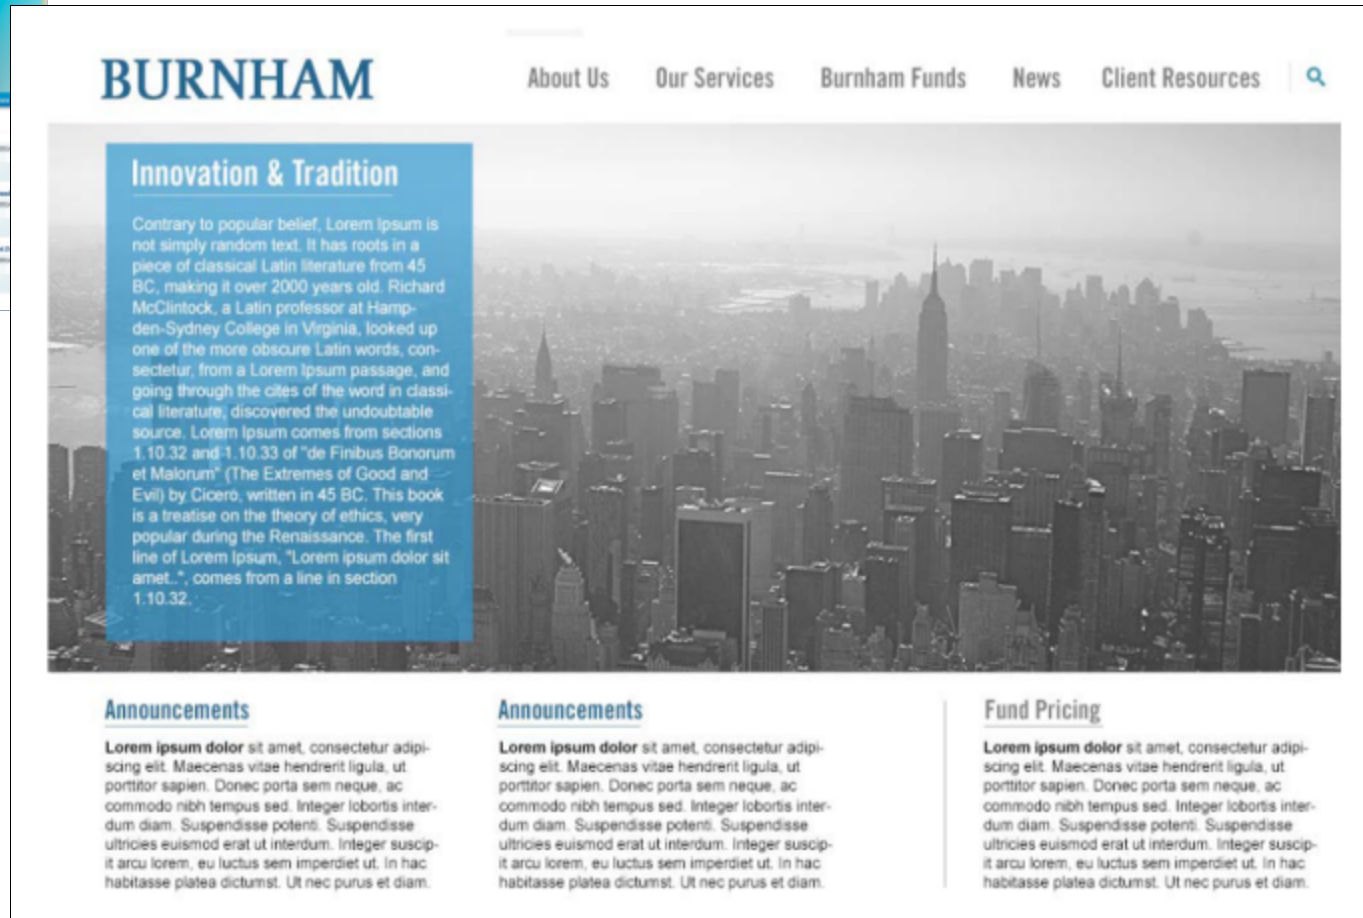 BURNHAM
About Us Our Services Burnham Funds News Client Resources
Innovation & Tradition
Contrary to popular belief, Lorem Ipsum is
not simply random text. It has roots in a
piece of classical Latin literature from 45
BC, making it over 2000 years old. Richard
McClintock, a Latin professor at Hamp-
den-Sydney College in Virginia, looked up
one of the more obscure Latin words, con-
sectetur, from a Lorem Ipsum passage, and
going through the cites of the word in classi-
cal literature, discovered the undoubtable
source. Lorem Ipsum comes from sections
1.10.32 and 1.10.33 of "de Finibus Bonorum
et Malorum" (The Extremes of Good and
Evil) by Cicero, written in 45 BC. This book
is a treatise on the theory of ethics, very
popular during the Renaissance. The first
line of Lorem Ipsum, "Lorem ipsum dolor sit
amet..", comes from a line in section
1.10.32.
Announcements
Lorem ipsum dolor sit amet, consectetur adipi-
scing elit. Maecenas vitae hendrerit ligula, ut
porttitor sapien. Donec porta sem neque, ac
commodo nibh tempus sed. Integer lobortis inter-
dum diam. Suspendisse potenti. Suspendisse
ultricies euismod erat ut interdum. Integer suscip-
it arcu lorem, eu luctus sem imperdiet ut. In hac
habitasse platea dictumst. Ut nec purus et diam.
Announcements
Lorem ipsum dolor sit amet, consectetur adipi-
scing elit. Maecenas vitae hendrerit ligula, ut
porttitor sapien. Donec porta sem neque, ac
commodo nibh tempus sed. Integer lobortis inter-
dum diam. Suspendisse potenti. Suspendisse
ultricies euismod erat ut interdum. Integer suscip-
it arcu lorem, eu luctus sem imperdiet ut. In hac
habitasse platea dictumst. Ut nec purus et diam.
Fund Pricing
Lorem ipsum dolor sit amet, consectetur adipi-
scing elit. Maecenas vitae hendrerit ligula, ut
porttitor sapien. Donec porta sem neque, ac
commodo nibh tempus sed. Integer lobortis inter-
dum diam. Suspendisse potenti. Suspendisse
ultricies euismod erat ut interdum. Integer suscip-
it arcu lorem, eu luctus sem imperdiet ut. In hac
habitasse platea dictumst. Ut nec purus et diam.